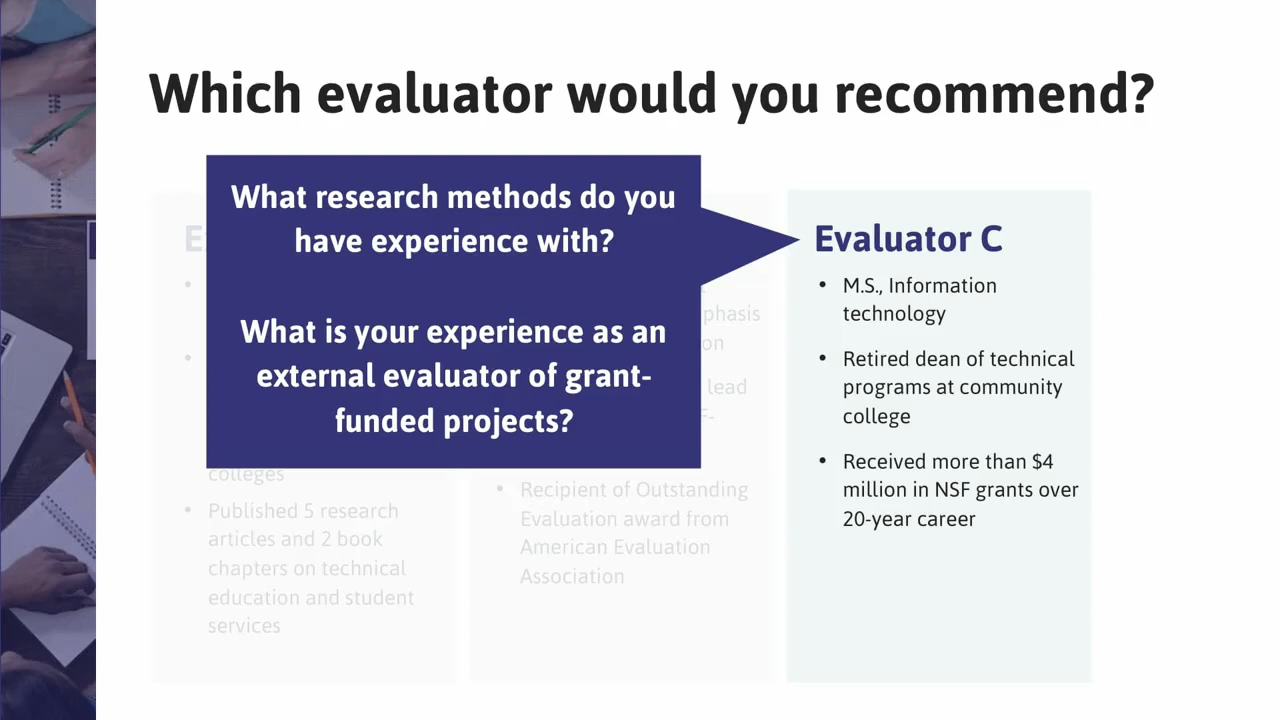 Which evaluator would you recommend?
What research methods do you
have experience with?
What is your experience as an
external evaluator of grant-
funded projects?
E
colleges
• Published 5 research
articles and 2 book
chapters on technical
education and student
services
phasis
on
lead
F-
• Recipient of Outstanding
Evaluation award from
American Evaluation
Association
Evaluator C
• M.S., Information
technology
• Retired dean of technical
programs at community
college
• Received more than $4
million in NSF grants over
20-year career